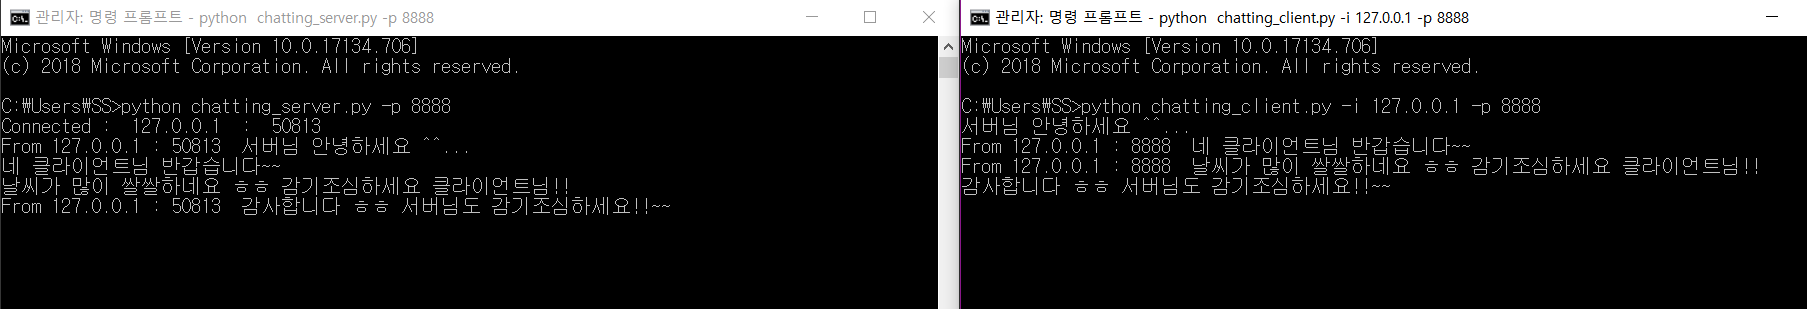 관리자: 명령 프롬프트 - python  chatting_server.py -p 8888
Microsoft Windows [Version 10.0.17134.706]
(c) 2018 Microsoft Corporation. All rights reserved.
C:₩Users₩SS>python chatting_server.py -p 8888
Connected :  127.0.0.1  :  50813
From 127.0.0.1 : 50813  서버님 안녕하세요 ^^...
네 클라이언트님 반갑습니다~~
날씨가 많이 쌀쌀하네요 ㅎㅎ 감기조심하세요 클라이언트님!!
From 127.0.0.1 : 50813  감사합니다 ㅎㅎ 서버님도 감기조심하세요!!~~
관리자: 명령 프롬프트 - python  chatting_client.py -i 127.0.0.1 -p 8888
Microsoft Windows [Version 10.0.17134.706]
(c) 2018 Microsoft Corporation. All rights reserved.
C:₩Users₩SS>python chatting_client.py -i 127.0.0.1 -p 8888
서버님 안녕하세요 ^^...
From 127.0.0.1 : 8888  네 클라이언트님 반갑습니다~~
From 127.0.0.1 : 8888  날씨가 많이 쌀쌀하네요 ㅎㅎ 감기조심하세요 클라이언트님!!
감사합니다 ㅎㅎ 서버님도 감기조심하세요!!~~